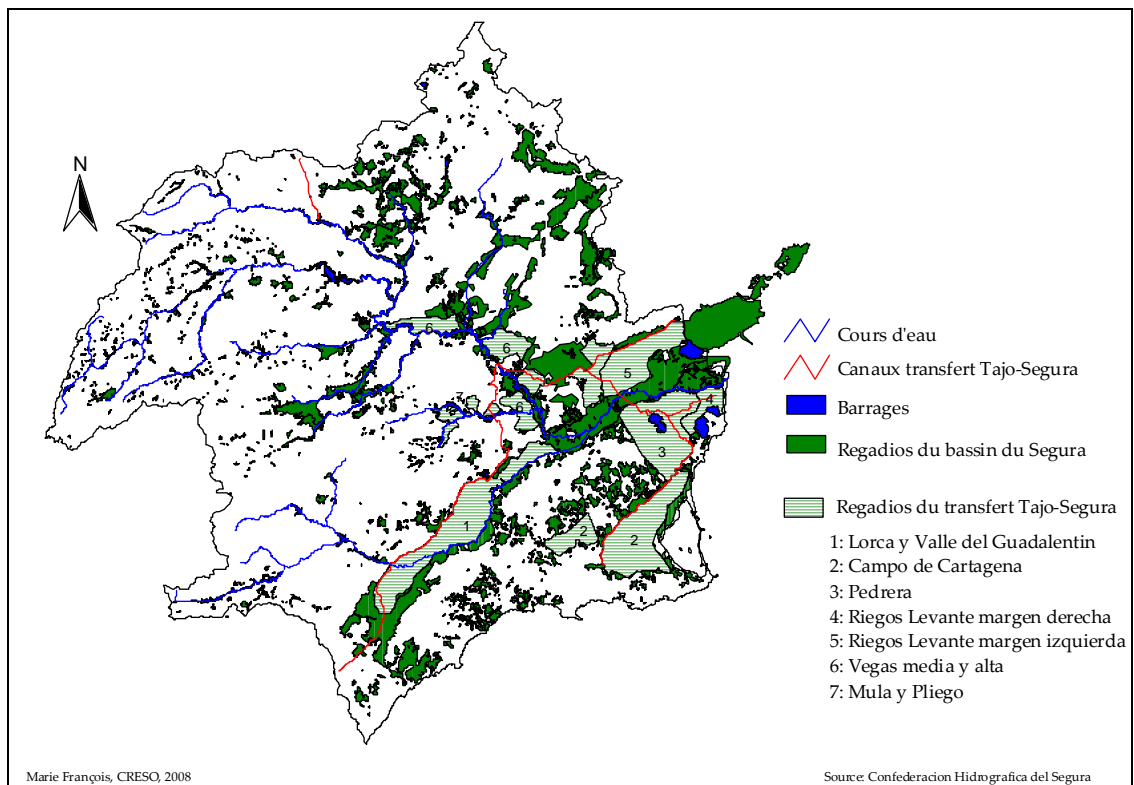 N
6
6
5
4
7
6
3
1
2
2
Cours d'eau
Canaux transfert Tajo-Segura
Barrages
Regadios du bassin du Segura
Regadios du transfert Tajo-Segura
1: Lorca y Valle del Guadalentin
2: Campo de Cartagena
3: Pedrera
4: Riegos Levante margen derecha
5: Riegos Levante margen izquierda
6: Vegas media y alta
7: Mula y Pliego
Marie François, CRESO, 2008
Source: Confederacion Hidrografica del Segura